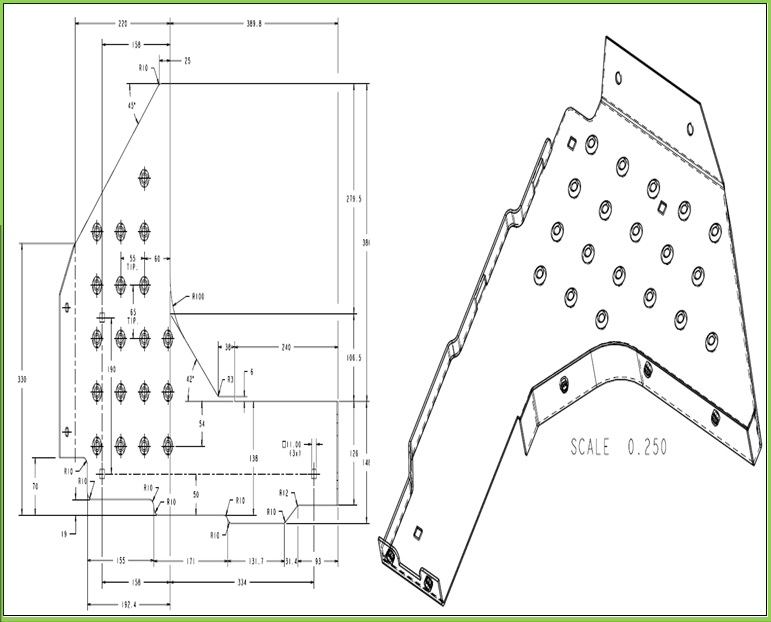 220
389.8
158
25
R10
45°
279.5
380
55
TYP.
60
65
TYP.
R100
330
190
38
240
106.5
6
R3
42°
54
□11.00
(3x)
138
126
R10
70
R10
R10
R10
50
R10
R12
R10
R10
19
155
171
131.7
31.4
93
158
334
192.4
SCALE 0.250